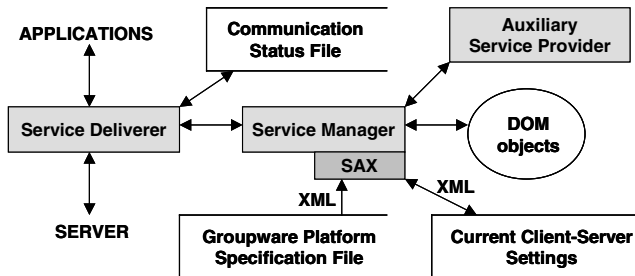 APPLICATIONS
Communication
Status File
Auxiliary
Service Provider
Service Deliverer
Service Manager
DOM
objects
SAX
XML
XML
SERVER
Groupware Platform
Specification File
Current Client-Server
Settings